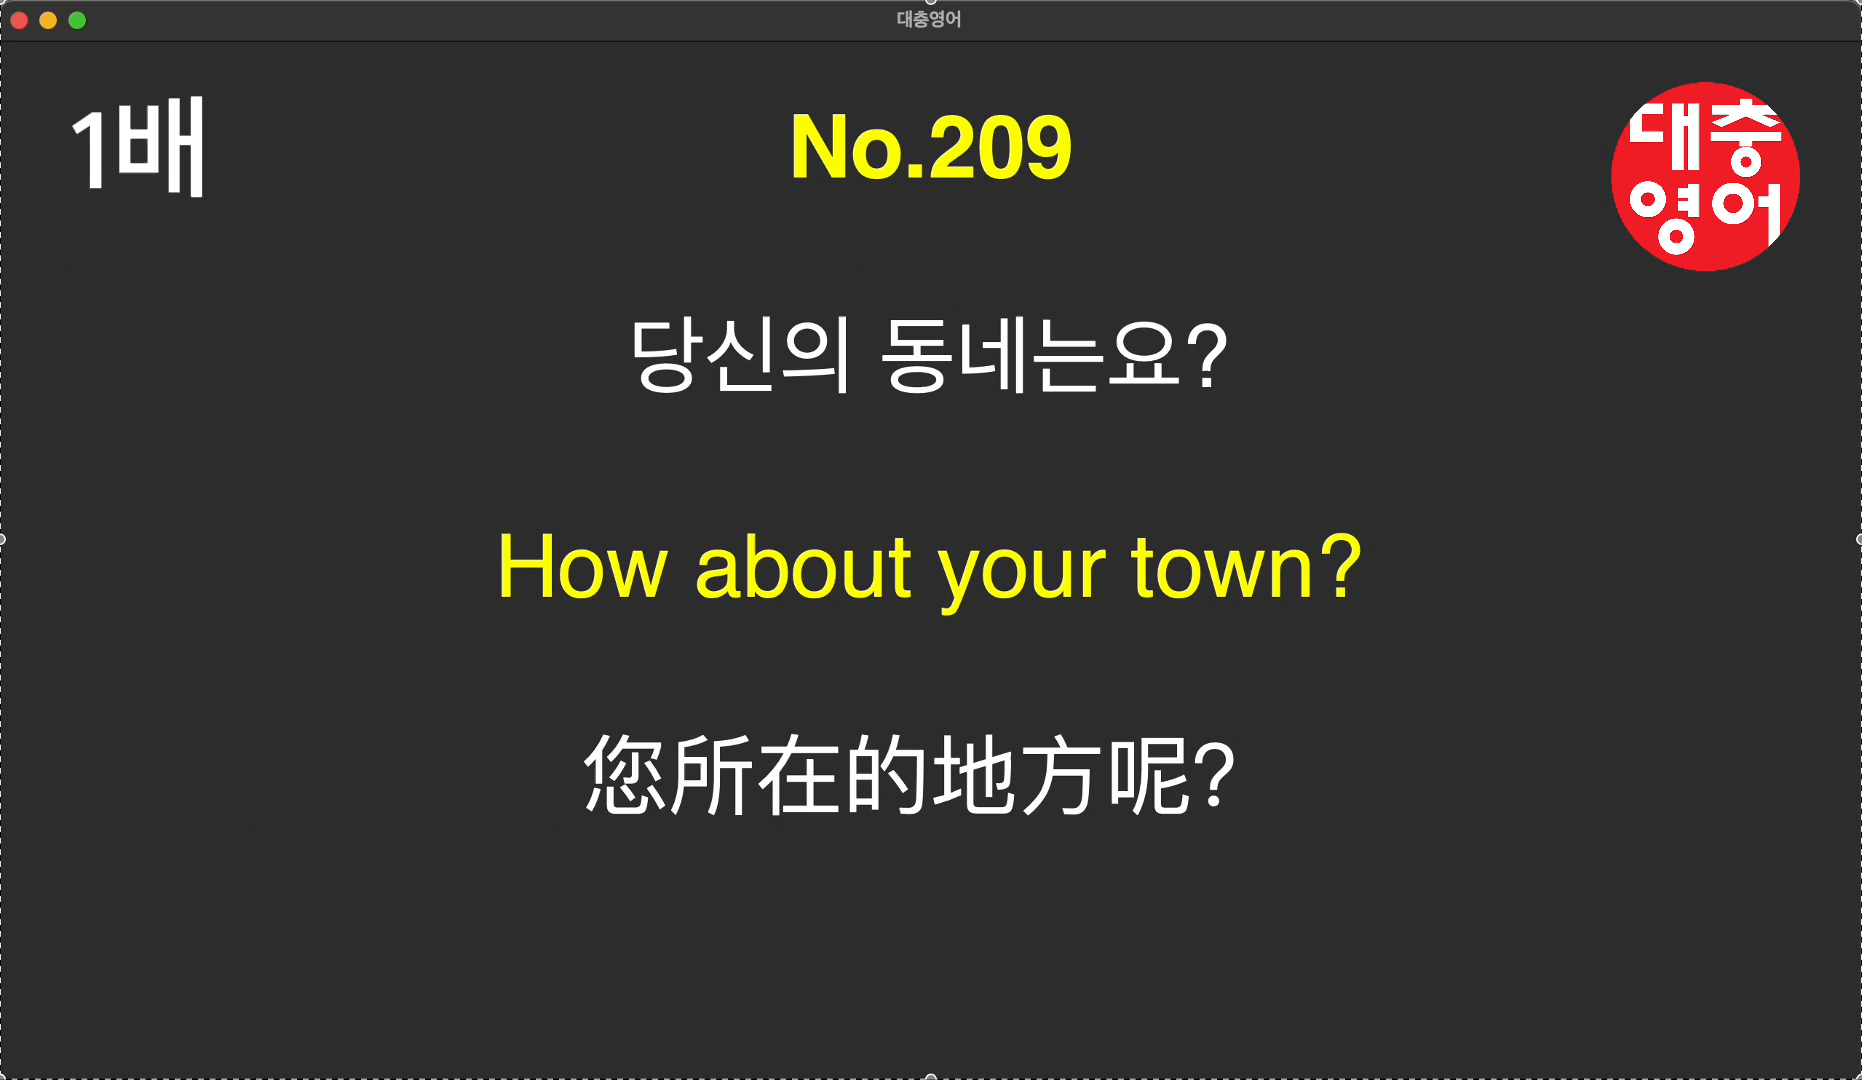 대충영어
1배
No.209
대충
영어
당신의 동네는요?
How about your town?
您所在的地方呢?